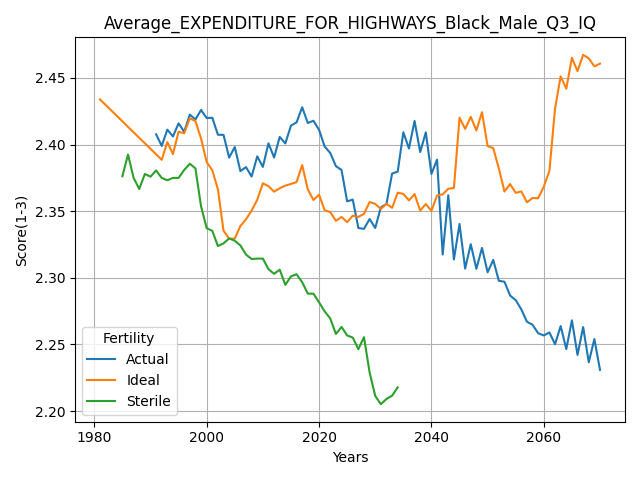 Average_EXPENDITURE_FOR_HIGHWAYS_Black_Male_Q3_IQ
Score(1-3)
2.45
2.40
2.35
2.30
2.25
2.20
Fertility
Actual
Ideal
Sterile
1980
2000
2020
2040
2060
Years